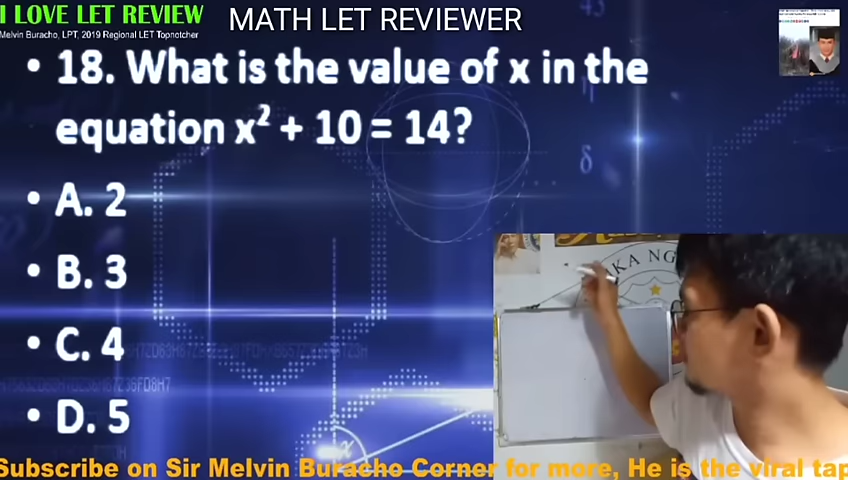 I LOVE LET REVIEW
Melvin Buracho, LPT, 2019 Regional LET Topnotcher
MATH LET REVIEWER
• 18. What is the value of x in the
equation x² + 10 = 14?
• A. 2
• B. 3
• C. 4
• D. 5
KA NG
x
δ
Subscribe on Sir Melvin Buracho Corner for more, He is the viral tap